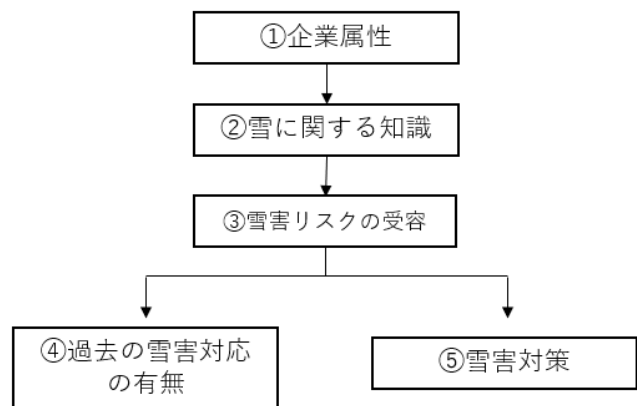 ①企業属性
②雪に関する知識
③雪害リスクの受容
④過去の雪害対応
の有無
⑤雪害対策